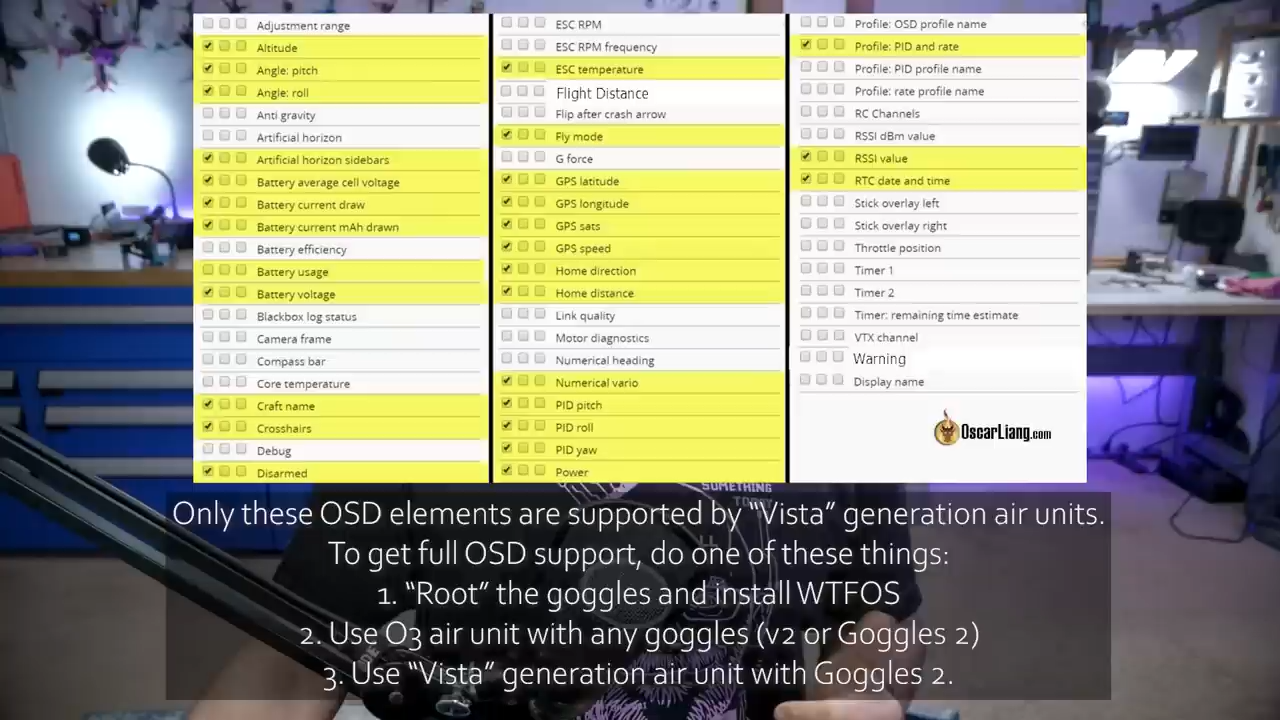 Adjustment range
Altitude
Angle: pitch
Angle: roll
Anti gravity
Artificial horizon
Artificial horizon sidebars
Battery average cell voltage
Battery current draw
Battery current mAh drawn
Battery efficiency
Battery usage
Battery voltage
Blackbox log status
Camera frame
Compass bar
Core temperature
Craft name
Crosshairs
Debug
Disarmed
ESC RPM
ESC RPM frequency
ESC temperature
Flight Distance
Flip after crash arrow
Fly mode
G force
GPS latitude
GPS longitude
GPS sats
GPS speed
Home direction
Home distance
Link quality
Motor diagnostics
Numerical heading
Numerical vario
PID pitch
PID roll
PID yaw
Power
Profile: OSD profile name
Profile: PID and rate
Profile: PID profile name
Profile: rate profile name
RC Channels
RSSI dBm value
RSSI value
RTC date and time
Stick overlay left
Stick overlay right
Throttle position
Timer 1
Timer 2
Timer: remaining time estimate
VTX channel
Warning
Display name
OscarLiang.com
SOMETHING
Only these OSD elements are supported by “Vista” generation air units.
To get full OSD support, do one of these things:
1. “Root” the goggles and install WTFOS
2. Use O3 air unit with any goggles (v2 or Goggles 2)
3. Use “Vista” generation air unit with Goggles 2.